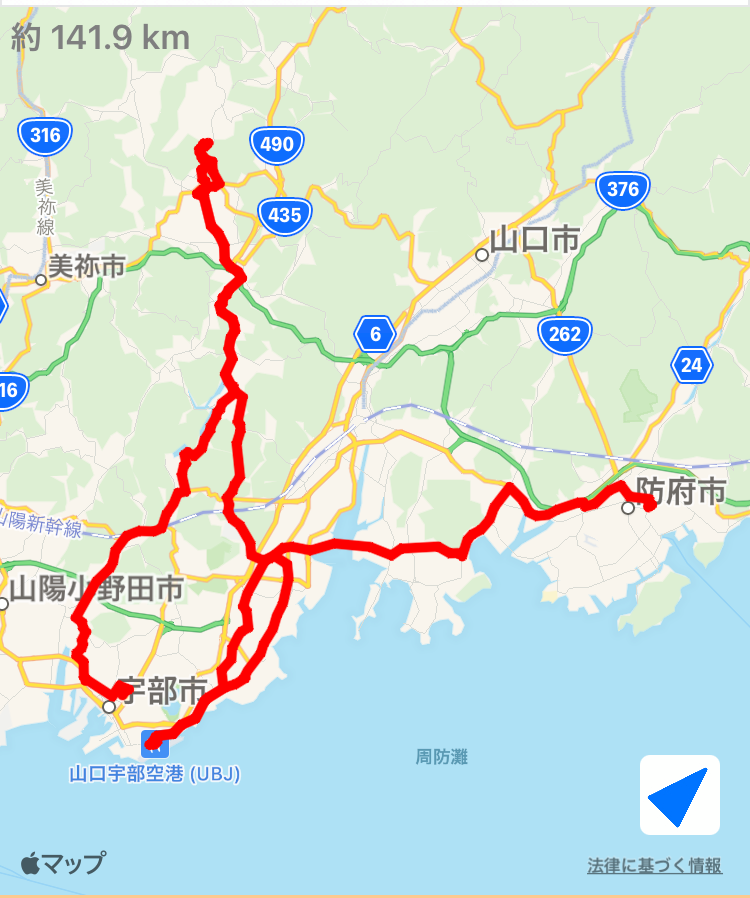 約 141.9 km
316
490
美祢線
376
435
山口市
美祢市
6
262
24
16
防府市
山陽新幹線
山陽小野田市
宇部市
山口宇部空港 (UBJ)
周防灘
マップ
法律に基づく情報